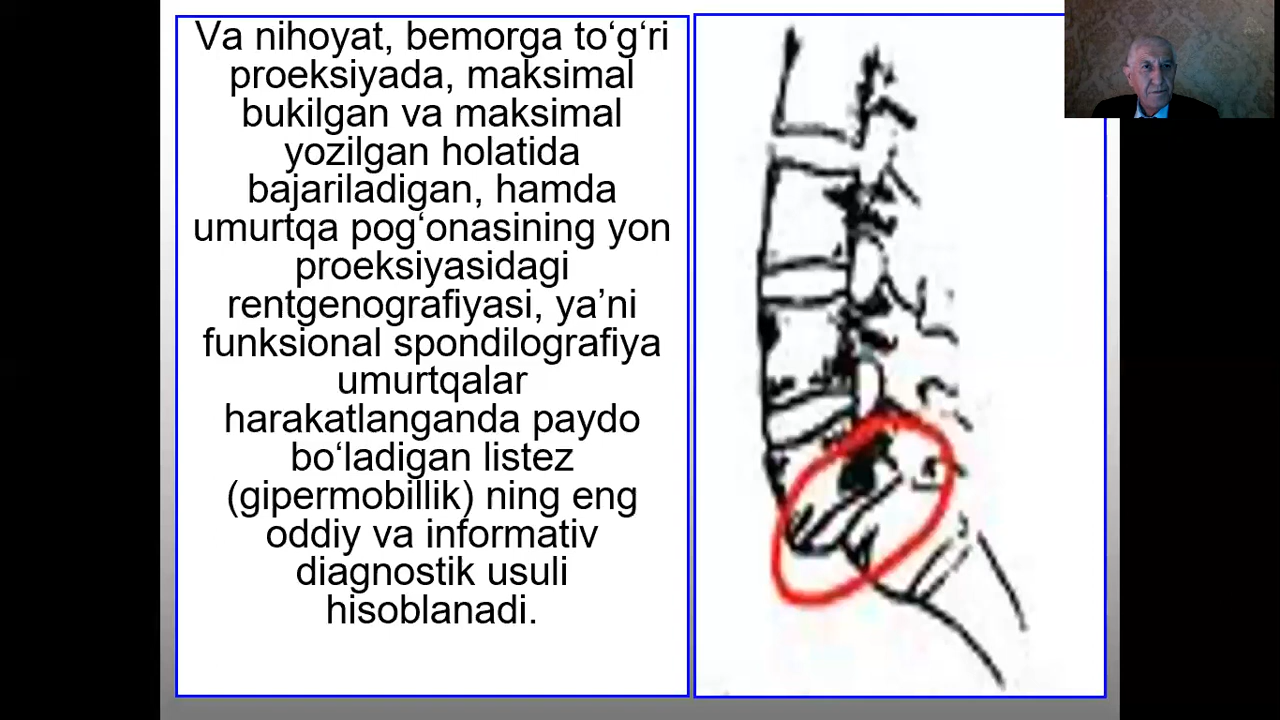 Va nihoyat, bemorga to‘g‘ri
proeksiyada, maksimal
bukilgan va maksimal
yozilgan holatida
bajariladigan, hamda
umurtqa pog‘onasining yon
proeksiyasidagi
rentgenografiyasi, ya’ni
funksional spondilografiya
umurtqalar
harakatlanganda paydo
bo‘ladigan listez
(gipermobillik) ning eng
oddiy va informativ
diagnostik usuli
hisoblanadi.